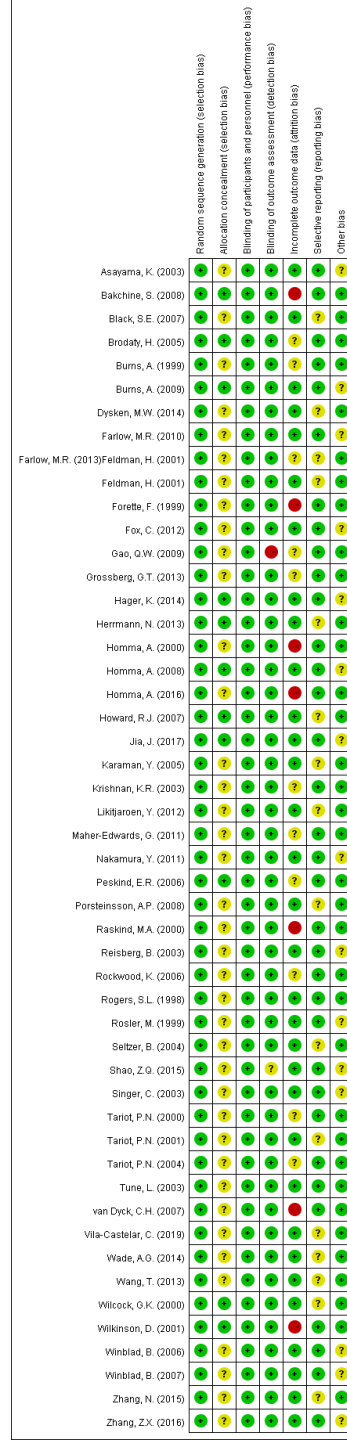 Random sequence generation (selection bias)
Allocation concealment (selection bias)
Blinding of participants and personnel (performance bias)
Blinding of outcome assessment (detection bias)
Incomplete outcome data (attrition bias)
Selective reporting (reporting bias)
Other bias
Asayama, K. (2003) + ? + + + + ?
Bakchine, S. (2008) + + + + - + +
Black, S.E. (2007) + ? + + + ? +
Brodaty, H. (2005) + + + + ? + +
Burns, A. (1999) + ? + + ? + +
Burns, A. (2009) + + + + + + ?
Dysken, M.W. (2014) + ? + + + ? +
Farlow, M.R. (2010) + ? + + + + ?
Farlow, M.R. (2013)Feldman, H. (2001) + ? + + ? ? +
Feldman, H. (2001) + ? + + + ? +
Forette, F. (1999) + ? + + - + +
Fox, C. (2012) + ? + + + + ?
Gao, Q.W. (2009) + ? + - ? + +
Grossberg, G.T. (2013) + ? + + ? + +
Hager, K. (2014) + + + + + + ?
Herrmann, N. (2013) + + + + + ? +
Homma, A. (2000) + ? + + - + +
Homma, A. (2008) + + + + + + ?
Homma, A. (2016) + ? + + - + +
Howard, R.J. (2007) + + + + + ? +
Jia, J. (2017) + + + + + + ?
Karaman, Y. (2005) + ? + + + ? +
Krishnan, K.R. (2003) + ? + + ? + +
Likitjaroen, Y. (2012) + ? + + + ? +
Maher-Edwards, G. (2011) + ? + + ? + +
Nakamura, Y. (2011) + ? + + + + ?
Peskind, E.R. (2006) + + + + ? + +
Porsteinsson, A.P. (2008) + ? + + + ? +
Raskind, M.A. (2000) + ? + + - + +
Reisberg, B. (2003) + ? + + + + ?
Rockwood, K. (2006) + ? + + ? + +
Rogers, S.L. (1998) + ? + + + + +
Rosler, M. (1999) + ? + + + + ?
Seltzer, B. (2004) + ? + + + ? +
Shao, Z.Q. (2015) + ? + ? + + ?
Singer, C. (2003) + ? + + + + ?
Tariot, P.N. (2000) + ? + + ? + +
Tariot, P.N. (2001) + ? + + + ? +
Tariot, P.N. (2004) + ? + + ? + +
Tune, L. (2003) + ? + + + + +
van Dyck, C.H. (2007) + ? + + - + +
Vila-Castelar, C. (2019) + ? + + + ? +
Wade, A.G. (2014) + ? + + + ? +
Wang, T. (2013) + ? + + + ? +
Wilcock, G.K. (2000) + + + + + ? +
Wilkinson, D. (2001) + + + + - + +
Winblad, B. (2006) + ? + + + + ?
Winblad, B. (2007) + ? + + + + ?
Zhang, N. (2015) + ? + + + ? +
Zhang, Z.X. (2016) + ? + + + + ?